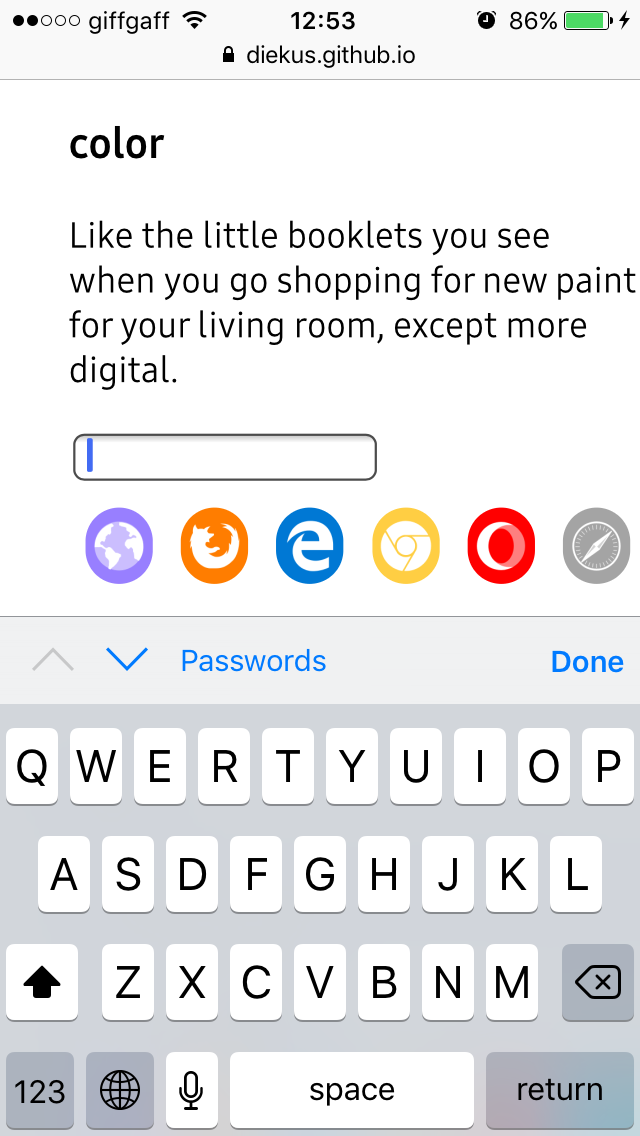 giffgaff 12:53 86%
diekus.github.io
color
Like the little booklets you see
when you go shopping for new paint
for your living room, except more
digital.
Passwords Done
Q W E R T Y U I O P
A S D F G H J K L
Z X C V B N M
123 space return